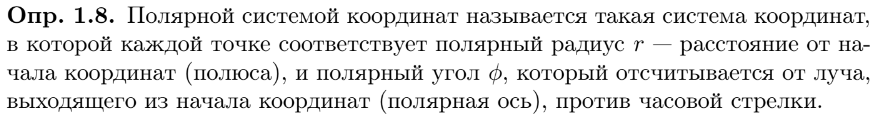 Опр. 1.8. Полярной системой координат называется такая система координат,
в которой каждой точке соответствует полярный радиус r — расстояние от на-
чала координат (полюса), и полярный угол ϕ, который отсчитывается от луча,
выходящего из начала координат (полярная ось), против часовой стрелки.